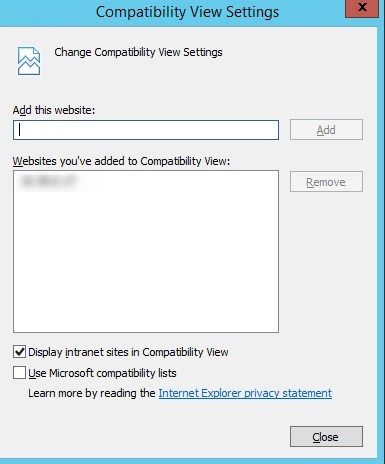 Compatibility View Settings
x
Change Compatibility View Settings
Add this website:
Add
Websites you've added to Compatibility View:
Remove
Display intranet sites in Compatibility View
Use Microsoft compatibility lists
Learn more by reading the Internet Explorer privacy statement
Close